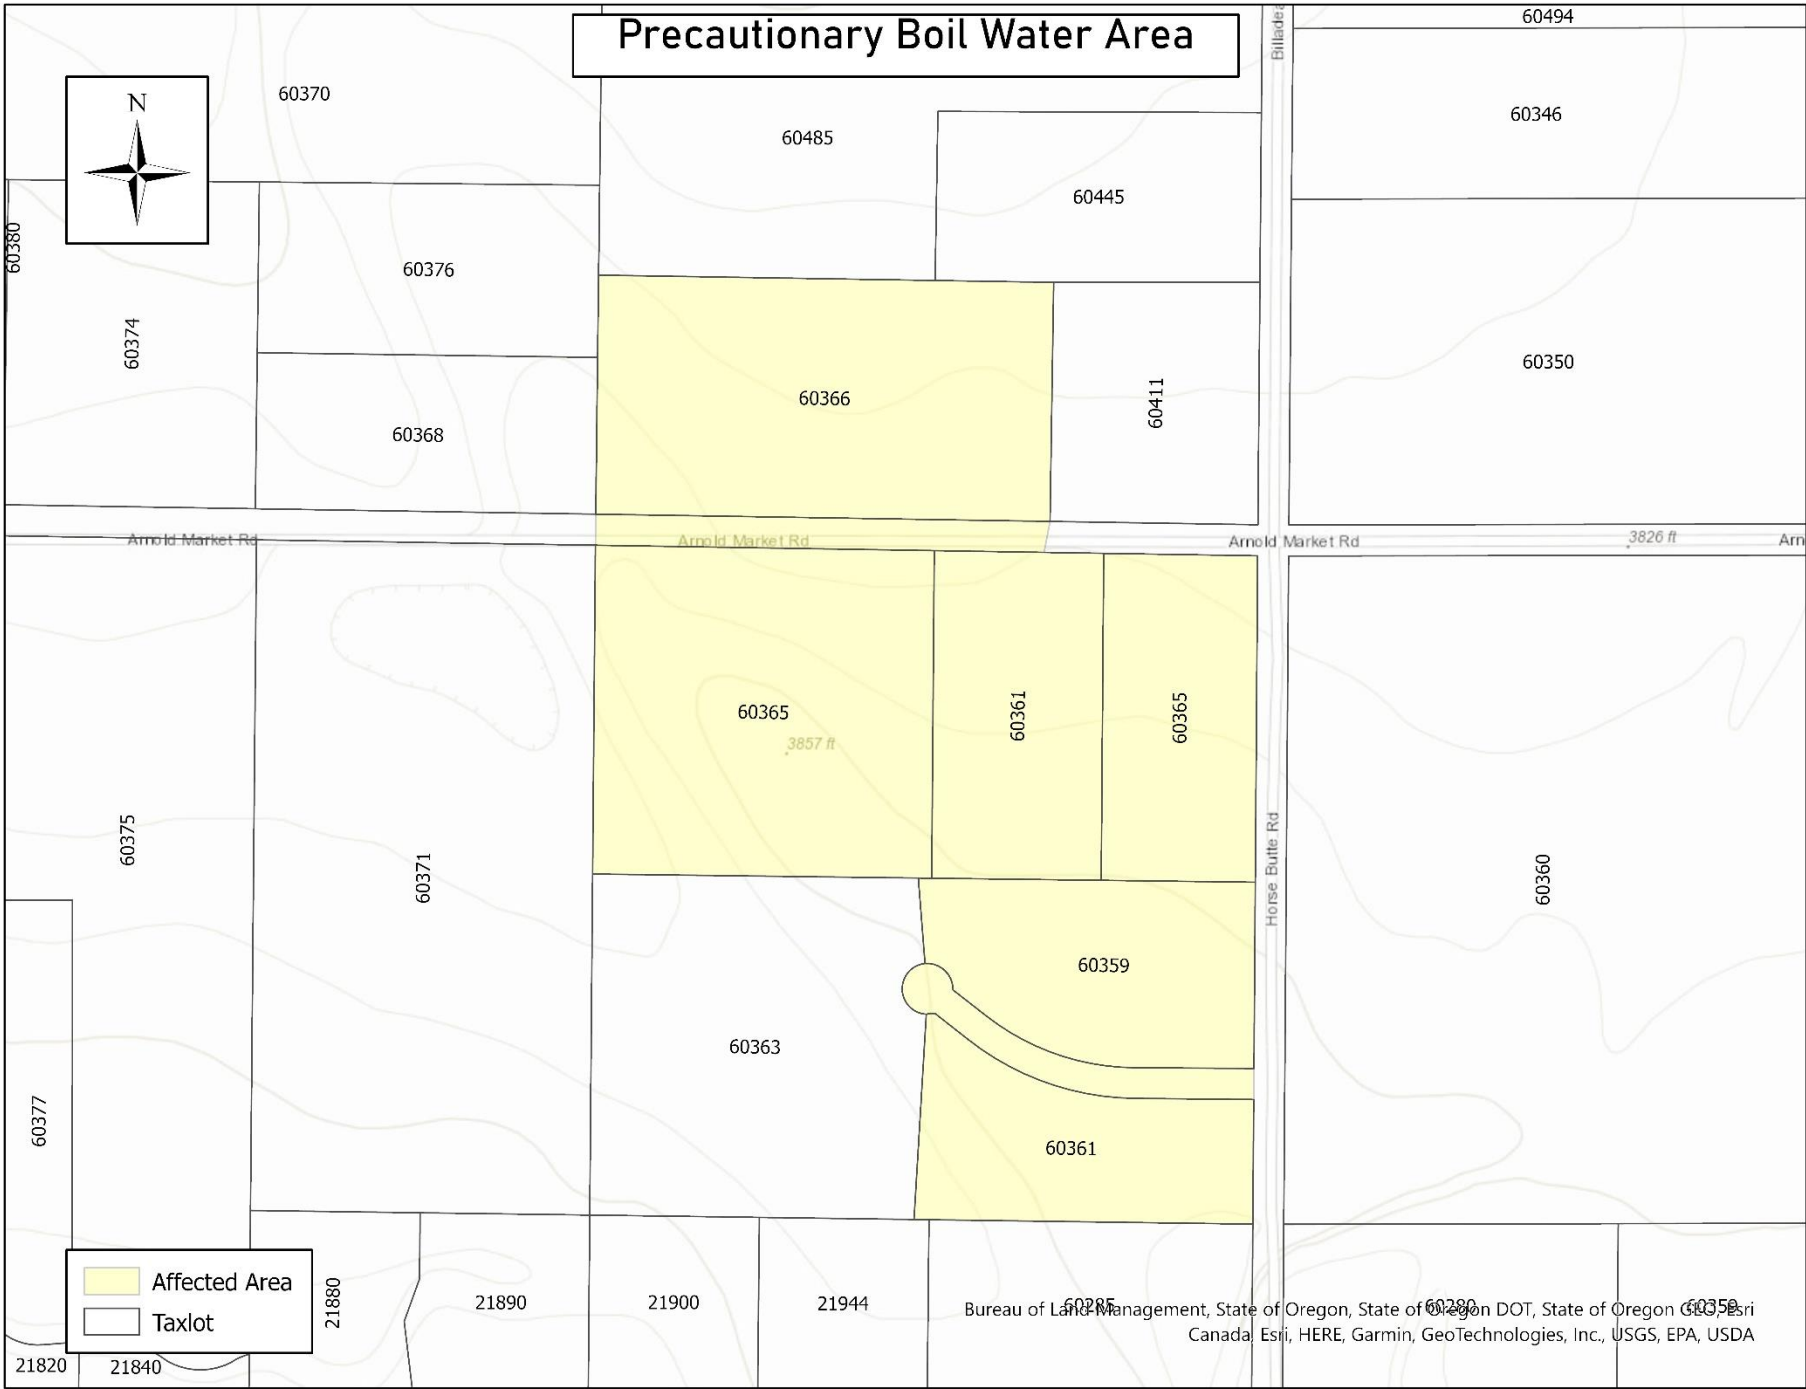 Precautionary Boil Water Area
60494
60370
N
60485
60346
60445
60380
60376
60374
60366
60411
60350
60368
Arnold Market Rd
Arnold Market Rd
Arnold Market Rd
3826 ft
Arn
60365
3857 ft
60361
60365
60375
60371
Horse Butte Rd
60360
60359
60363
60377
60361
Affected Area
Taxlot
21880
21890
21900
21944
60285
60280
60359
Bureau of Land Management, State of Oregon, State of Oregon DOT, State of Oregon GEO, Esri
Canada, Esri, HERE, Garmin, GeoTechnologies, Inc., USGS, EPA, USDA
21820
21840